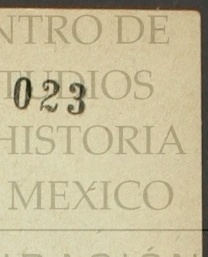 NTRO DE
TUDIOS
023
HISTORIA
MEXICO